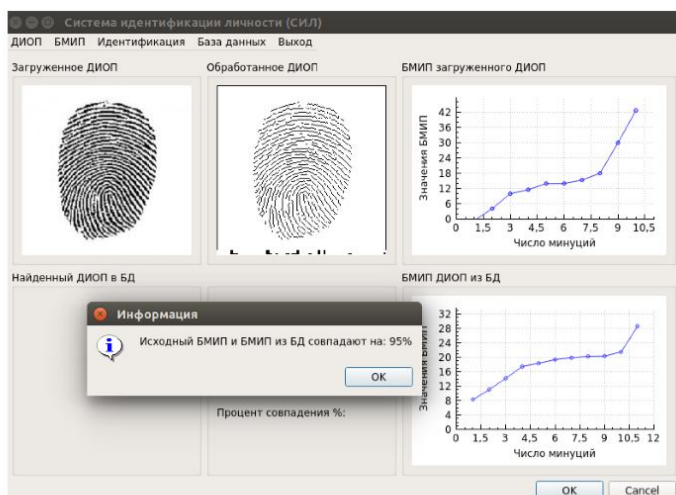 Система идентификации личности (СИЛ)
ДИОП БМИП Идентификация База данных Выход
Загруженное ДИОП
Обработанное ДИОП
БМИП загруженного ДИОП
Значения БМИП
42
36
30
24
18
12
6
0
0 1,5 3 4,5 6 7,5 9 10,5
Число минуций
Найденный ДИОП в БД
БМИП ДИОП из БД
Информация
Исходный БМИП и БМИП из БД совпадают на: 95%
OK
Процент совпадения %:
Значения БМИП
32
28
24
20
16
12
8
4
0
0 1,5 3 4,5 6 7,5 9 10,5 12
Число минуций
OK Cancel